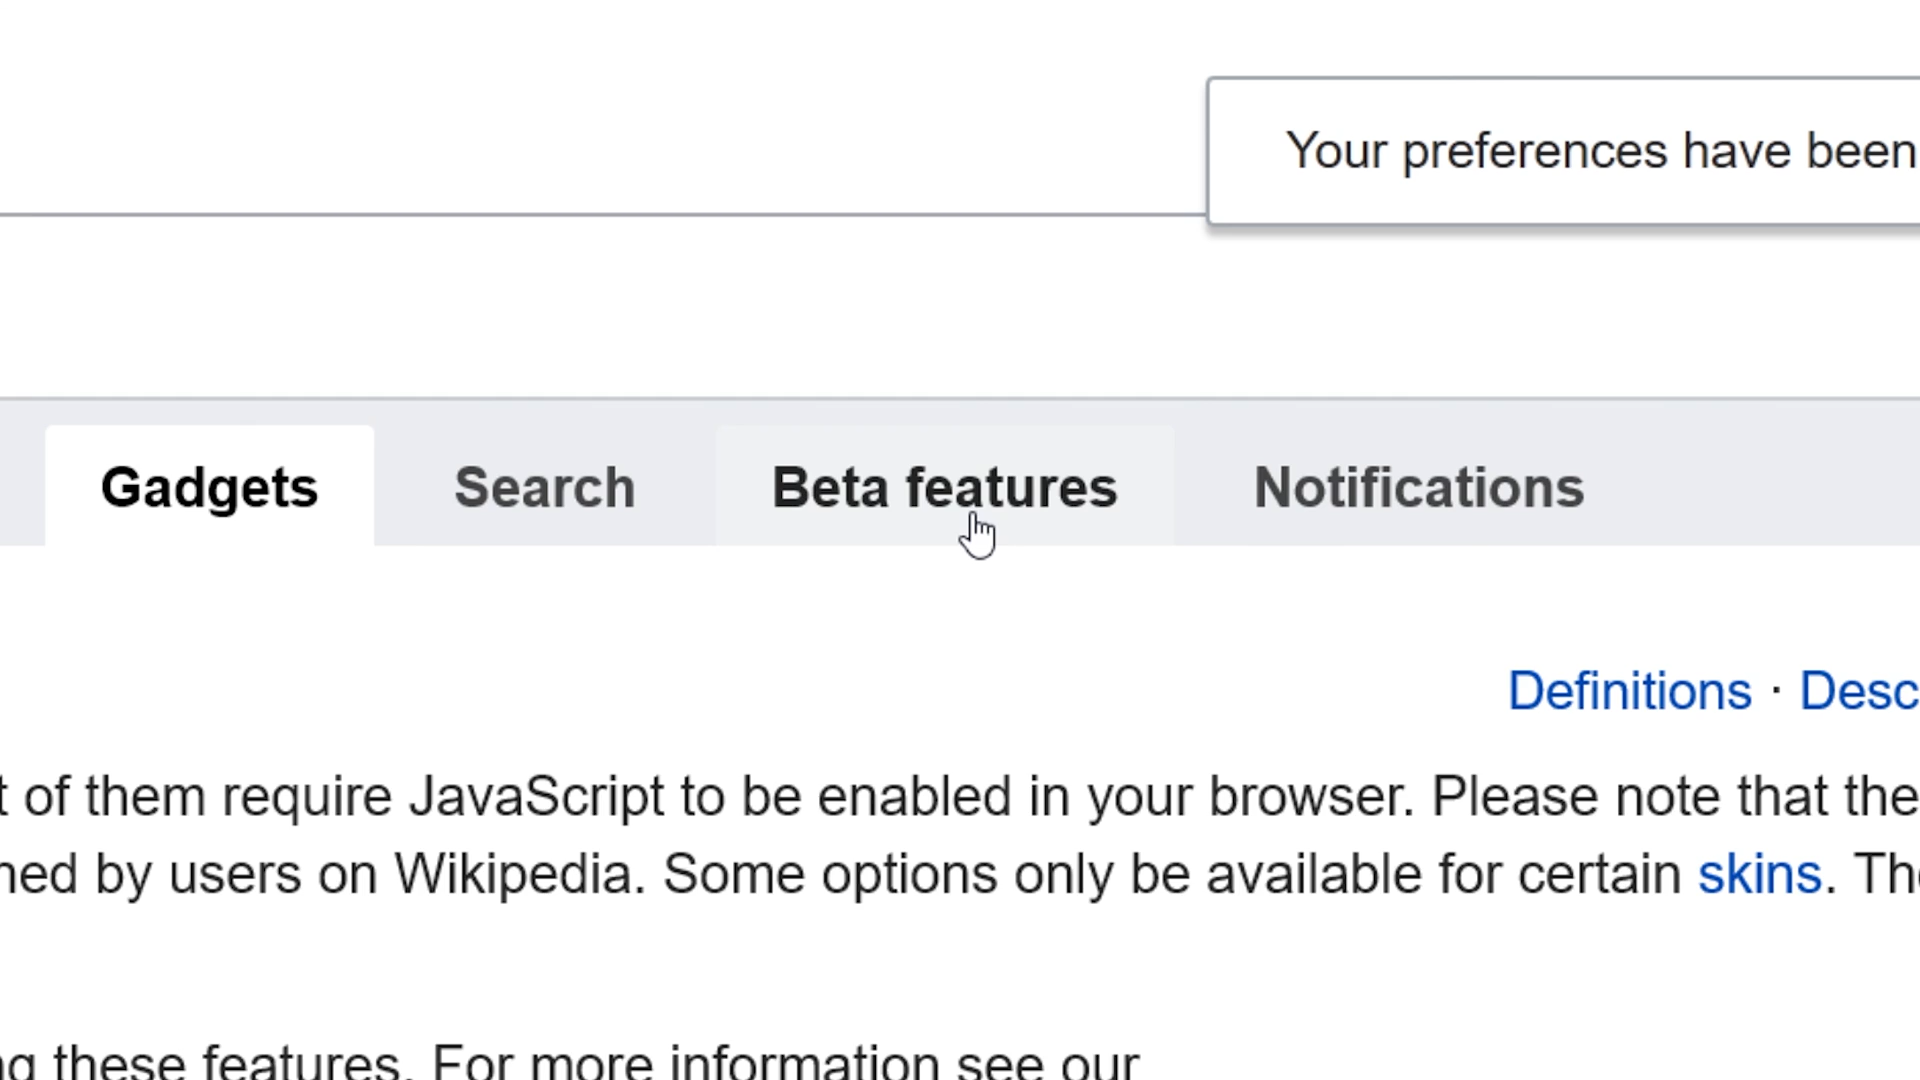 Your preferences have been
Gadgets Search Beta features Notifications
Definitions · Desc
of them require JavaScript to be enabled in your browser. Please note that the
by users on Wikipedia. Some options only be available for certain skins. The
these features. For more information see our